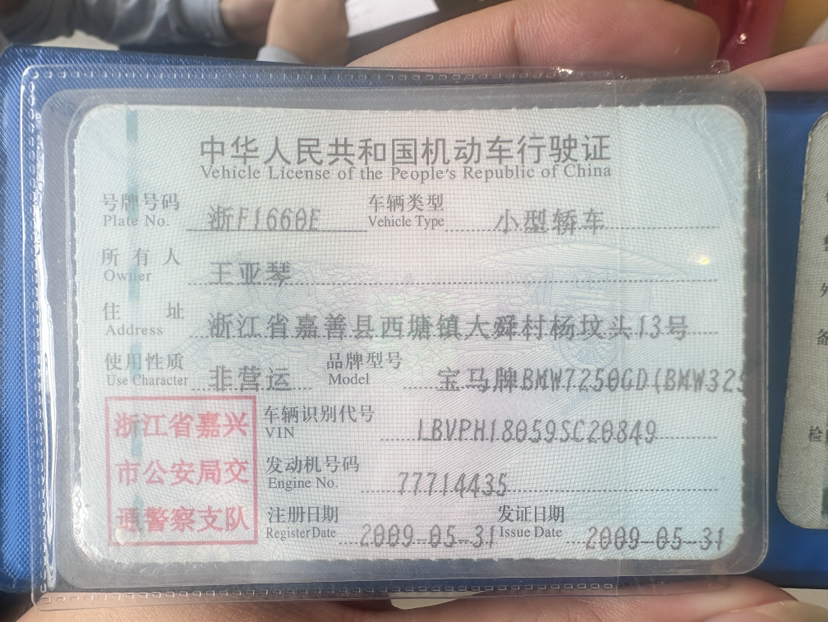 中华人民共和国机动车行驶证
Vehicle License of the People's Republic of China
号牌号码 浙F1660E 车辆类型 小型轿车
Plate No. Vehicle Type
所有人 王亚琴
Owner
住址 浙江省嘉善县西塘镇大舜村杨坟头13号
Address
使用性质 非营运 品牌型号 宝马牌BMW7250GD(BMW325
Use Character Model
浙江省嘉兴
市公安局交
通警察支队
车辆识别代号 LBVPH18059SC20849
VIN
发动机号码 77714435
Engine No.
注册日期 2009-05-31 发证日期 2009-05-31
Register Date Issue Date
检